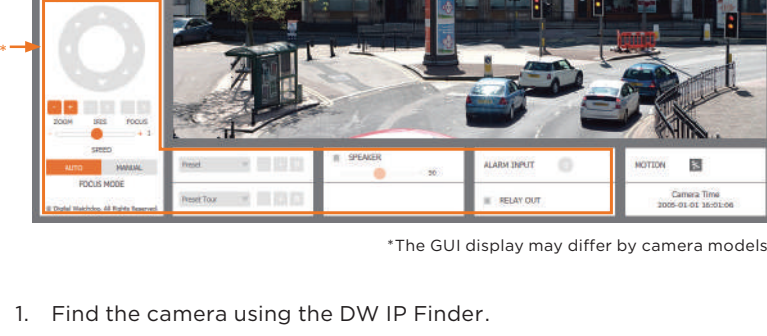 *
- +
ZOOM IRIS FOCUS
- + 1
SPEED
AUTO MANUAL
FOCUS MODE
© Digital Watchdog. All Rights Reserved.
Preset
Preset Tour
SPEAKER
50
ALARM INPUT
RELAY OUT
MOTION
Camera Time
2005-01-01 16:01:06
*The GUI display may differ by camera models
1. Find the camera using the DW IP Finder.